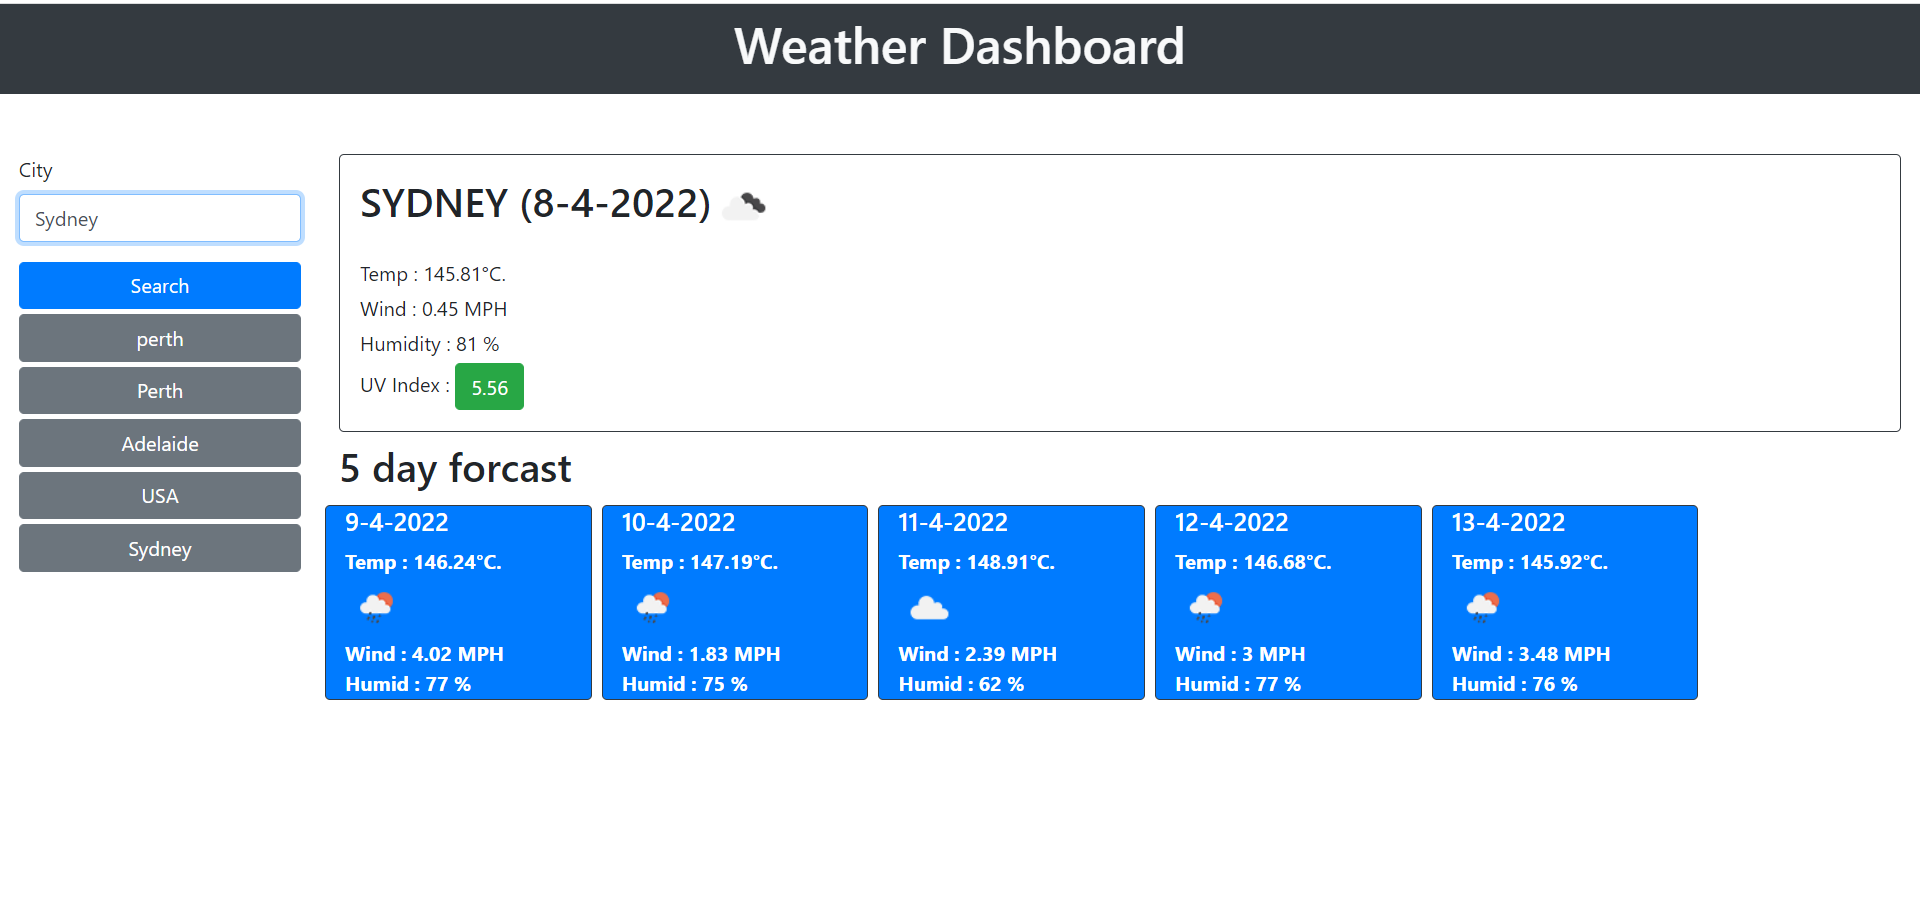 Weather Dashboard
City
Sydney
Search
perth
Perth
Adelaide
USA
Sydney
SYDNEY (8-4-2022)
Temp : 145.81°C.
Wind : 0.45 MPH
Humidity : 81 %
UV Index : 5.56
5 day forcast
9-4-2022
Temp : 146.24°C.
Wind : 4.02 MPH
Humid : 77 %
10-4-2022
Temp : 147.19°C.
Wind : 1.83 MPH
Humid : 75 %
11-4-2022
Temp : 148.91°C.
Wind : 2.39 MPH
Humid : 62 %
12-4-2022
Temp : 146.68°C.
Wind : 3 MPH
Humid : 77 %
13-4-2022
Temp : 145.92°C.
Wind : 3.48 MPH
Humid : 76 %